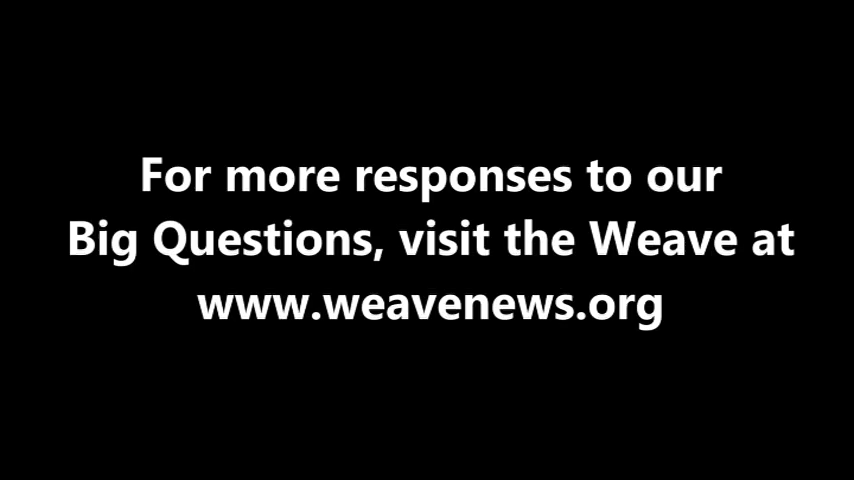 For more responses to our
Big Questions, visit the Weave at
www.weavenews.org